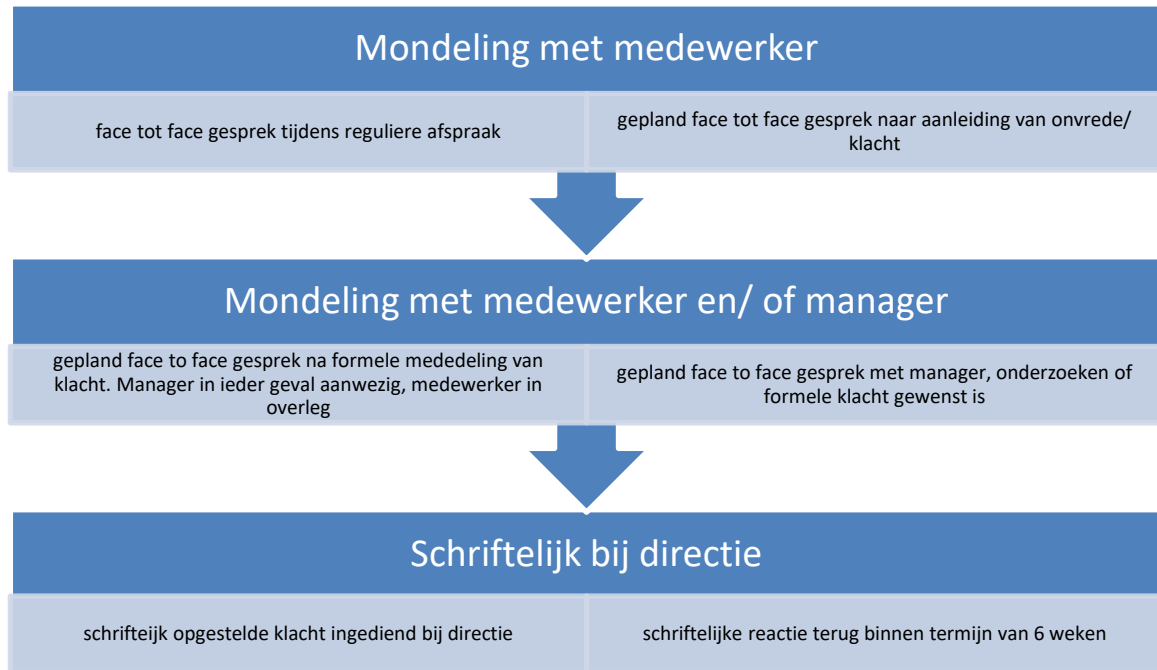 Mondeling met medewerker
face tot face gesprek tijdens reguliere afspraak
gepland face tot face gesprek naar aanleiding van onvrede/
klacht
Mondeling met medewerker en/ of manager
gepland face to face gesprek na formele mededeling van
klacht. Manager in ieder geval aanwezig, medewerker in
overleg
gepland face to face gesprek met manager, onderzoeken of
formele klacht gewenst is
Schriftelijk bij directie
schrifteijk opgestelde klacht ingediend bij directie
schriftelijke reactie terug binnen termijn van 6 weken